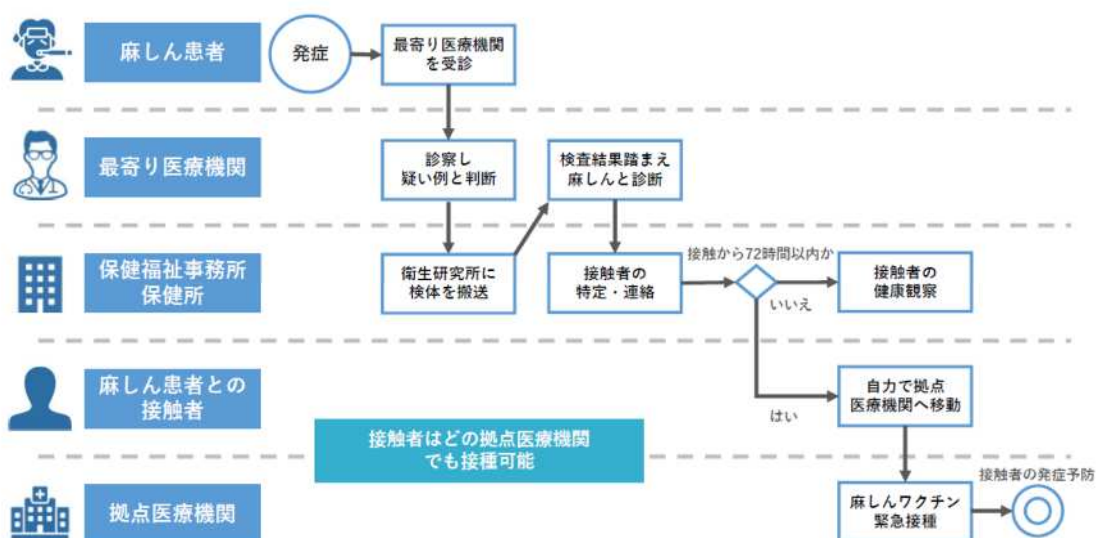 麻しん患者
発症
最寄り医療機関
を受診
最寄り医療機関
診察し
疑い例と判断
検査結果踏まえ
麻しんと診断
保健福祉事務所
保健所
衛生研究所に
検体を搬送
接触者の
特定・連絡
接触から72時間以内か
いいえ
接触者の
健康観察
麻しん患者との
接触者
はい
自力で拠点
医療機関へ移動
接触者はどの拠点医療機関
でも接種可能
拠点医療機関
麻しんワクチン
緊急接種
接触者の発症予防